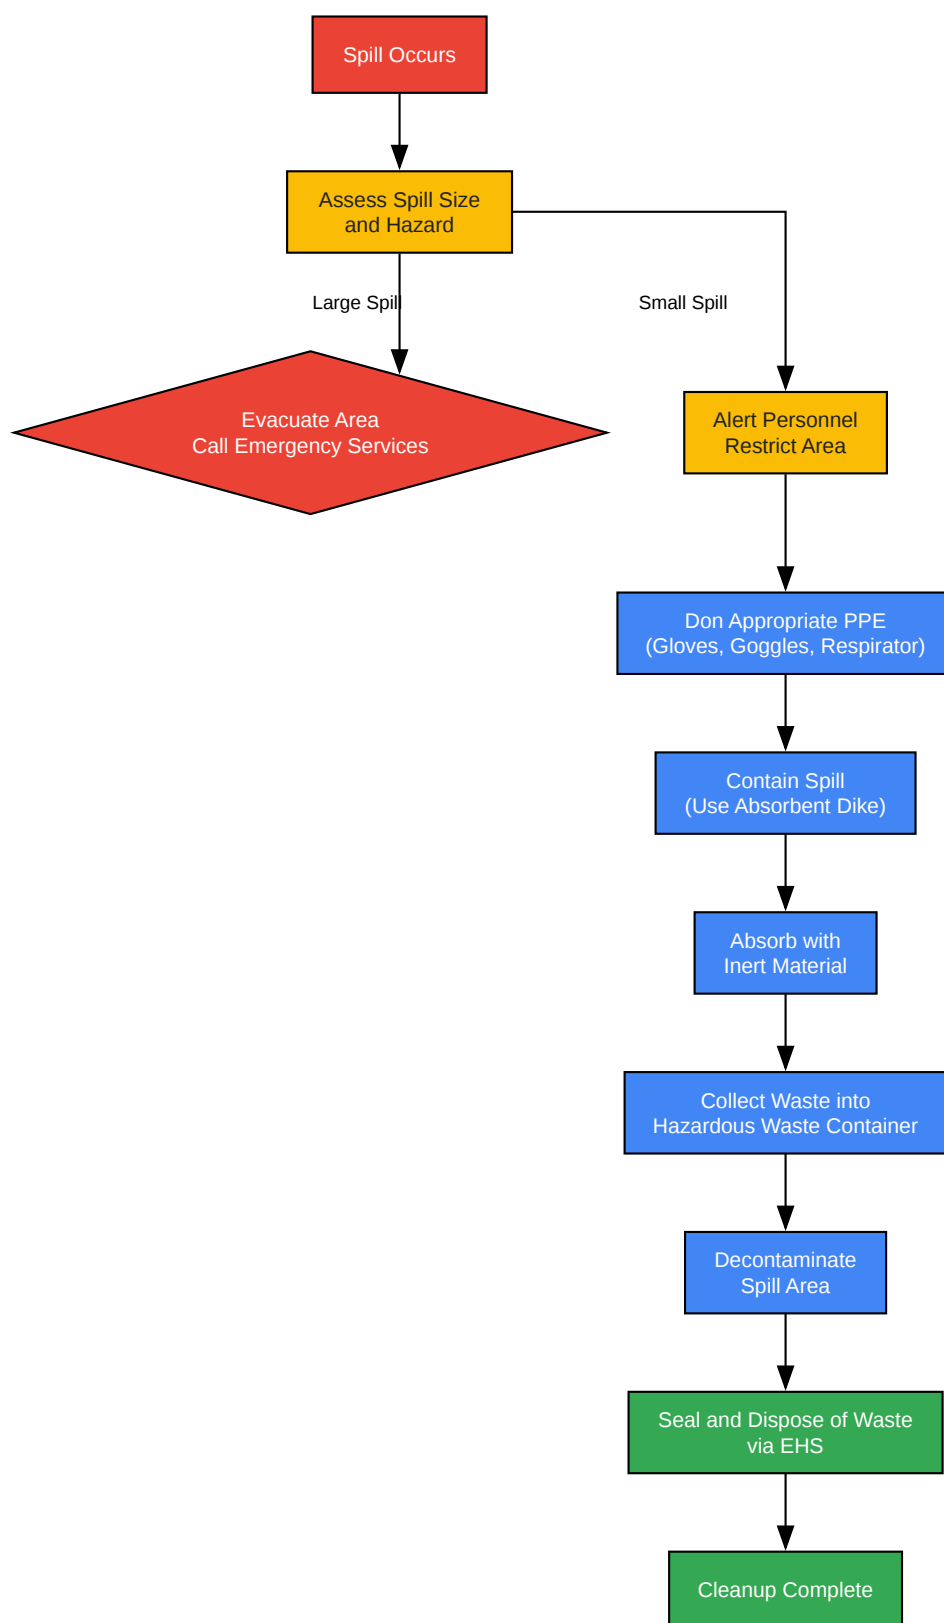 Spill Occurs
Assess Spill Size
and Hazard
Large Spill
Small Spill
Evacuate Area
Call Emergency Services
Alert Personnel
Restrict Area
Don Appropriate PPE
(Gloves, Goggles, Respirator)
Contain Spill
(Use Absorbent Dike)
Absorb with
Inert Material
Collect Waste into
Hazardous Waste Container
Decontaminate
Spill Area
Seal and Dispose of Waste
via EHS
Cleanup Complete